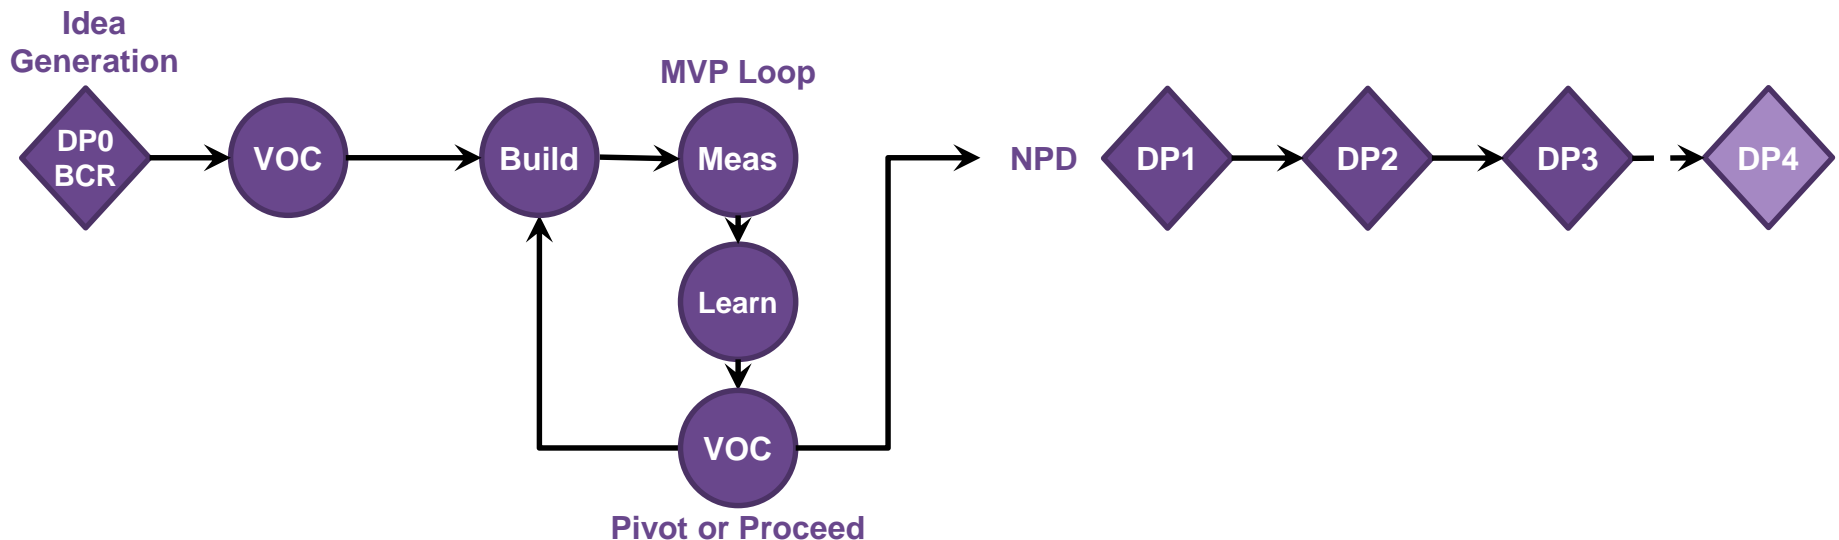 Idea
Generation
DP0
BCR
VOC
Build
MVP Loop
Meas
Learn
VOC
Pivot or Proceed
NPD
DP1
DP2
DP3
DP4